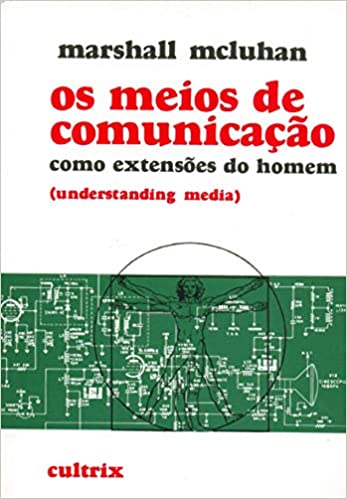 marshall mcluhan
os meios de
comunicação
como extensões do homem
(understanding media)
cultrix